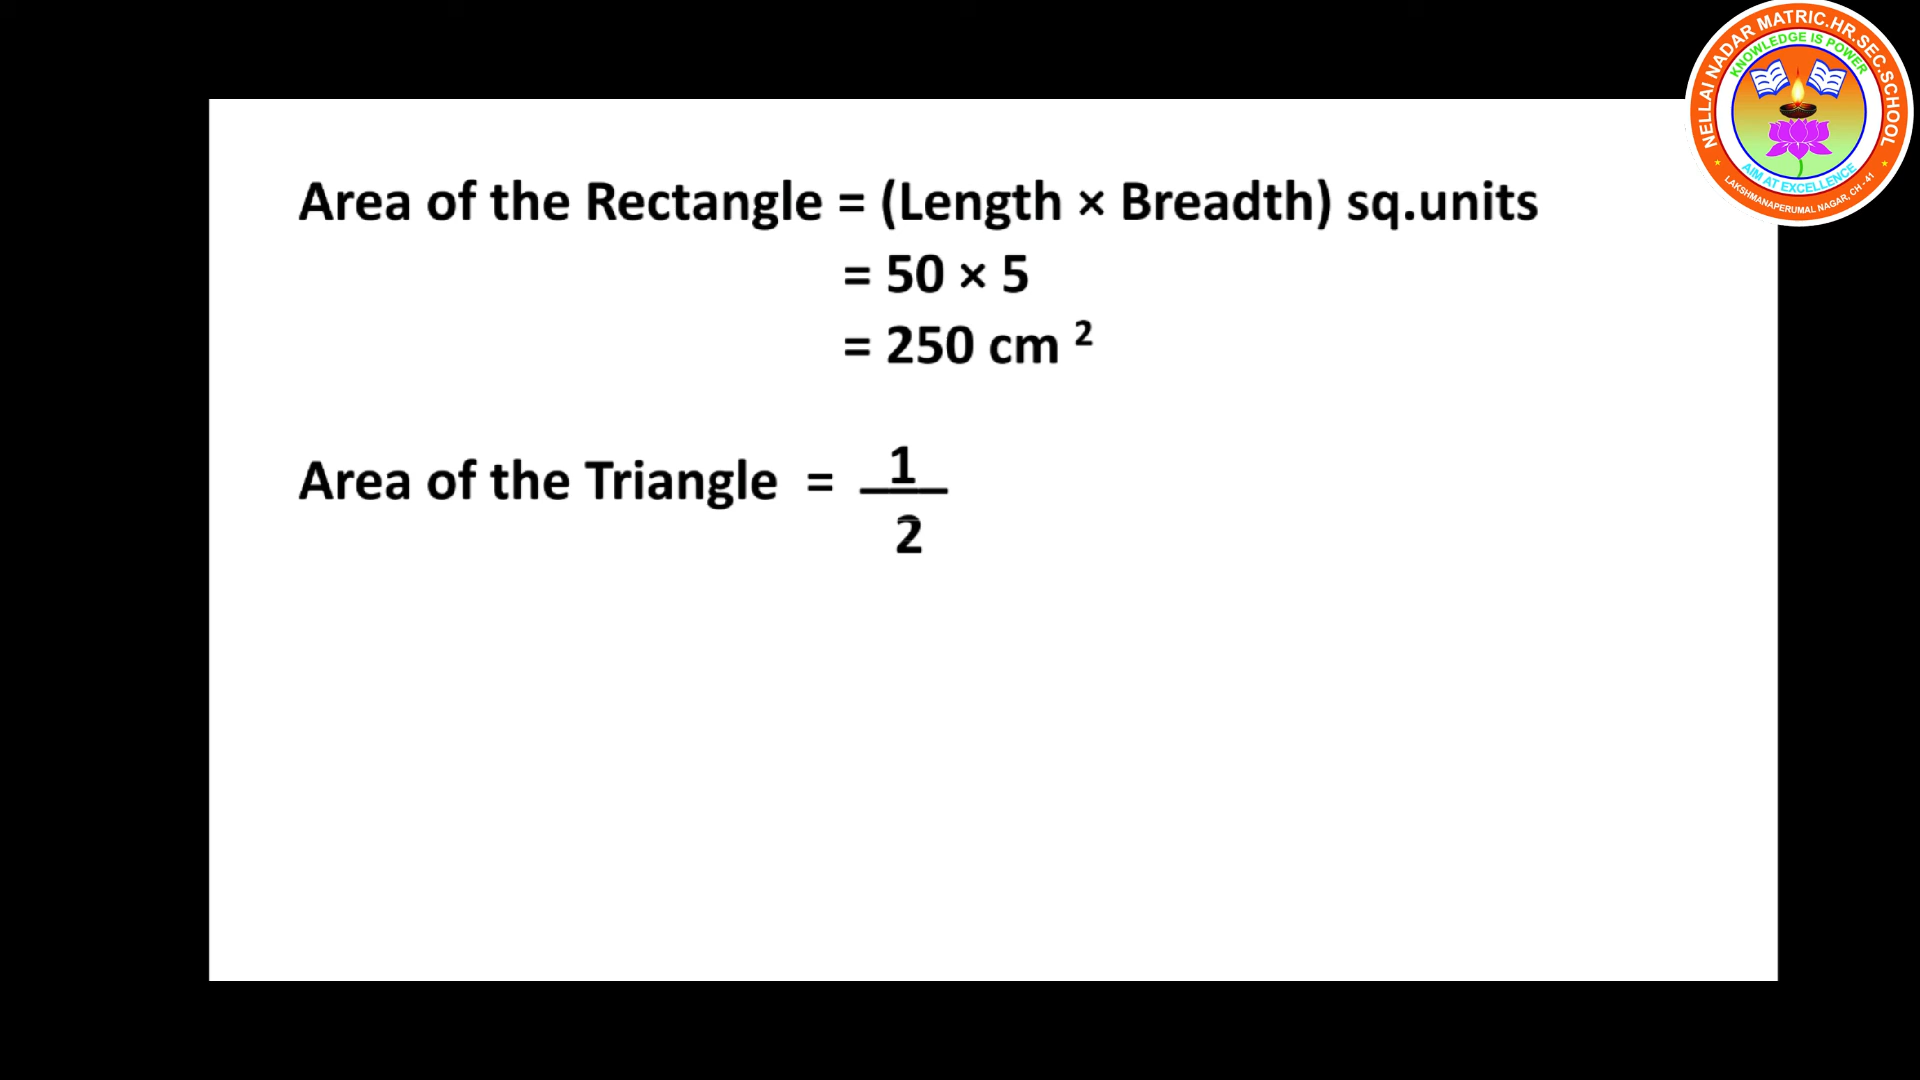 Area of the Rectangle = (Length × Breadth) sq.units
= 50 × 5
= 250 cm ²
Area of the Triangle = 1
2
NELLAI NADAR MATRIC.HR.SEC.SCHOOL
KNOWLEDGE IS POWER
AIM AT EXCELLENCE
LAKSHMANAPERUMAL NAGAR, CH - 41